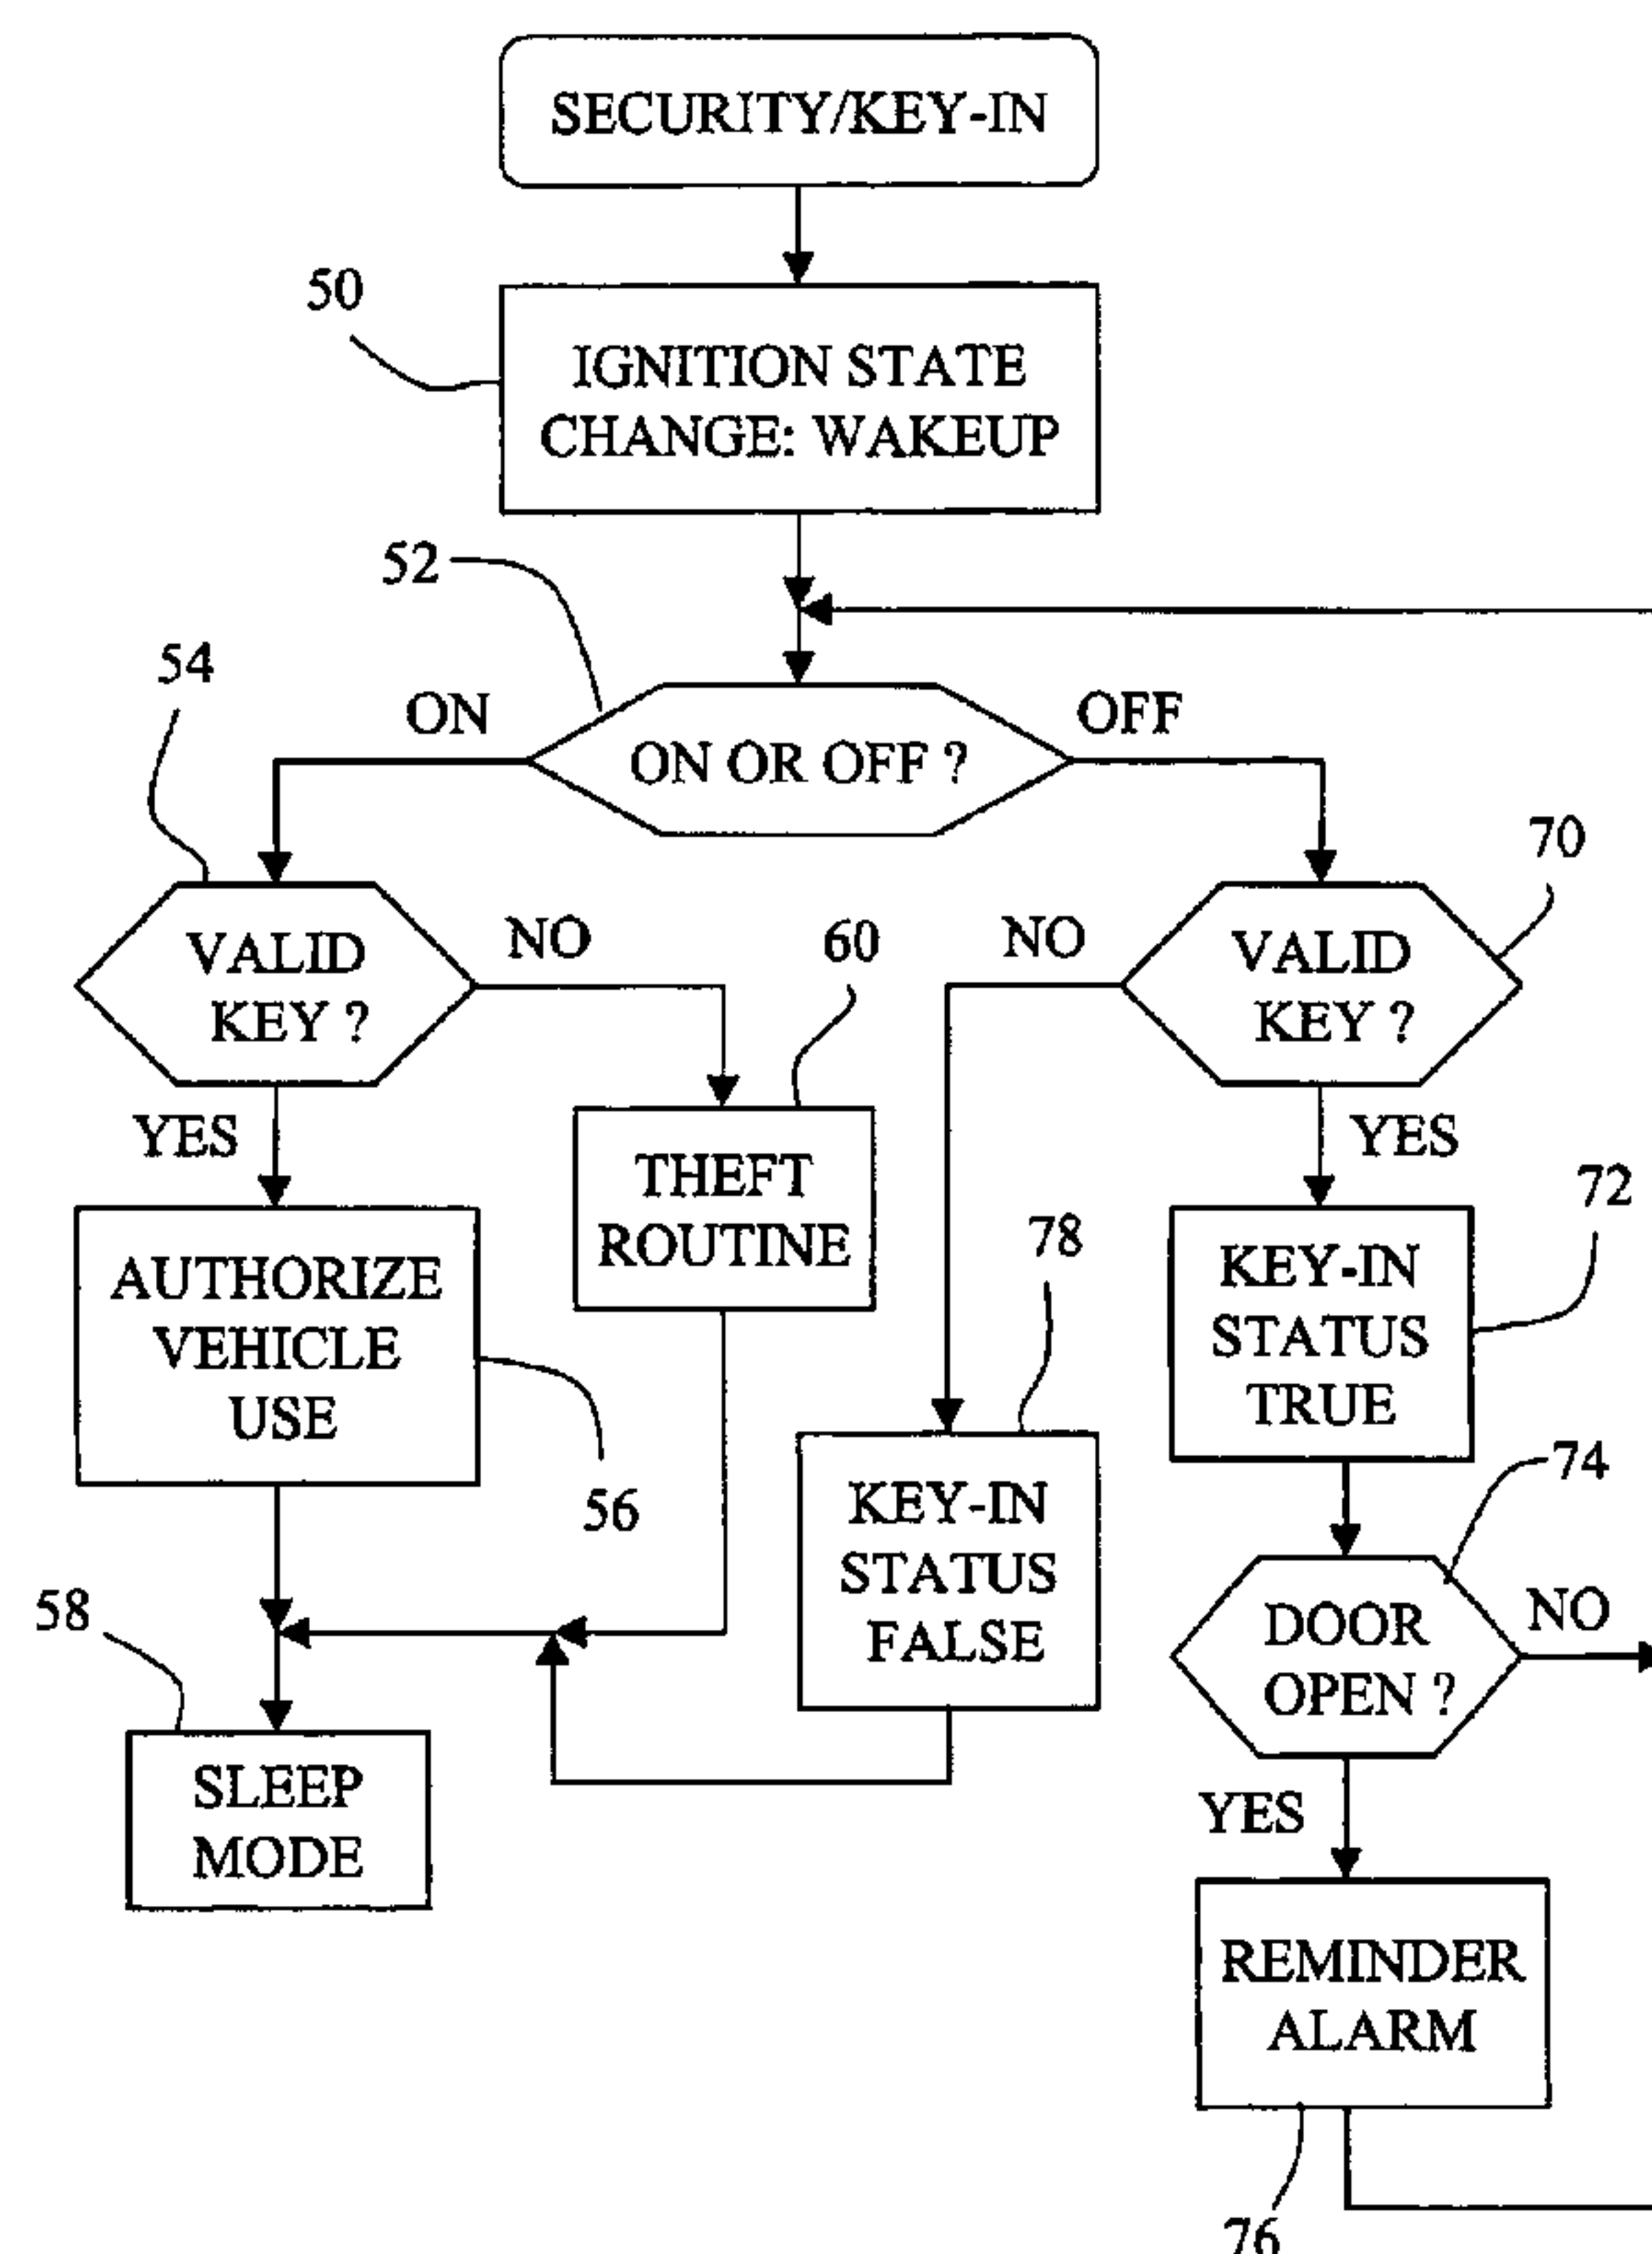 SECURITY/KEY-IN
50
IGNITION STATE
CHANGE: WAKEUP
52
54
ON
OFF
ON OR OFF ?
70
VALID
KEY ?
NO
60
NO
VALID
KEY ?
YES
THEFT
ROUTINE
YES
72
78
AUTHORIZE
VEHICLE
USE
KEY-IN
STATUS
TRUE
56
74
KEY-IN
STATUS
FALSE
58
DOOR
OPEN ?
NO
SLEEP
MODE
YES
REMINDER
ALARM
76